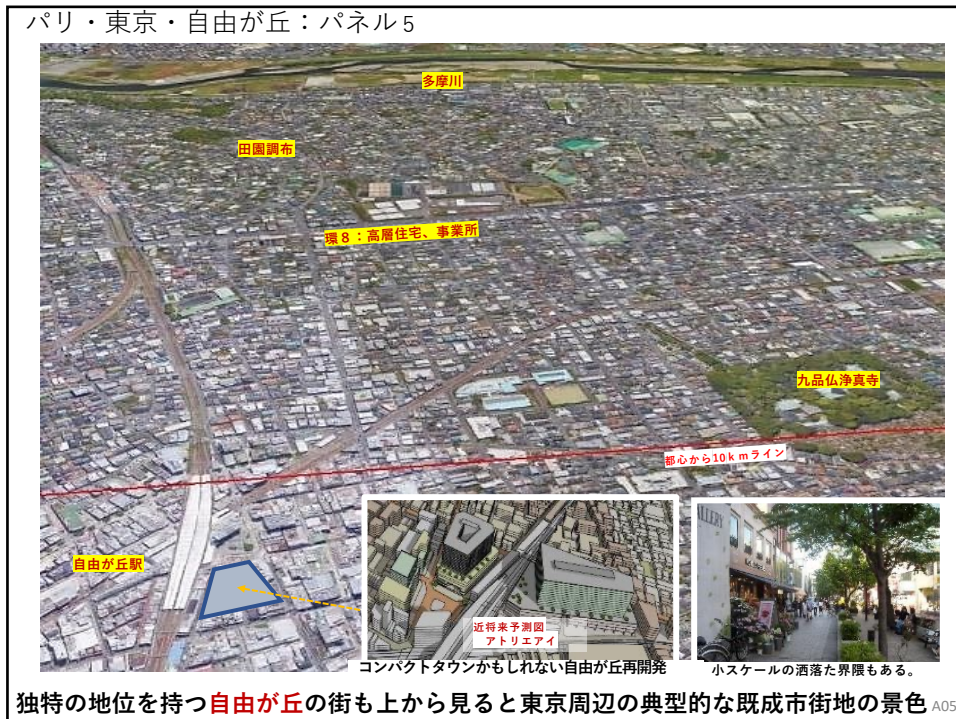 パリ・東京・自由が丘：パネル5
多摩川
田園調布
環８：高層住宅、事業所
九品仏浄真寺
都心から10ｋｍライン
自由が丘駅
近将来予測図
アトリエアイ
コンパクトタウンかもしれない自由が丘再開発
ALLERY
小スケールの洒落た界隈もある。
独特の地位を持つ自由が丘の街も上から見ると東京周辺の典型的な既成市街地の景色
A05